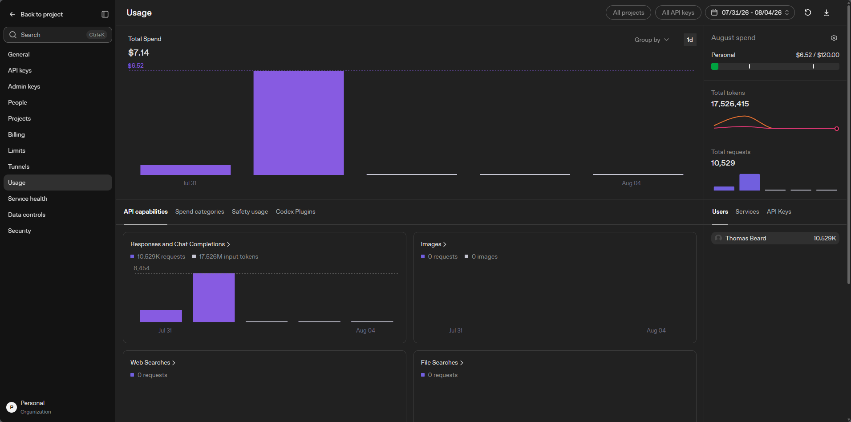 Back to project
Search
Ctrl K
General
API keys
Admin keys
People
Projects
Billing
Limits
Tunnels
Usage
Service health
Data controls
Security
P
Personal
Organization
Usage
All projects
All API keys
07/31/26 - 08/04/26
Total Spend
$7.14
Group by
1d
$6.52
Jul 31
Aug 04
August spend
Personal
$6.52 / $120.00
Total tokens
17,526,415
Total requests
10,529
API capabilities
Spend categories
Safety usage
Codex Plugins
Users
Services
API Keys
Thomas Beard
10.529K
Responses and Chat Completions
10.529K requests
17.526M input tokens
8,454
Jul 31
Aug 04
Images
0 requests
0 images
Jul 31
Aug 04
Web Searches
0 requests
File Searches
0 requests